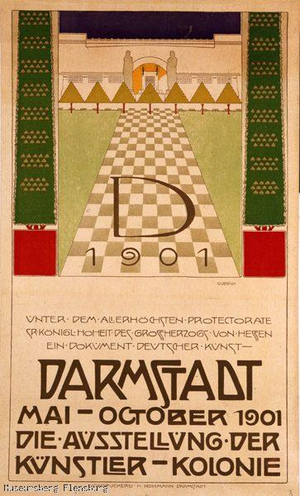 D
1901
UNTER·DEM·ALLERHÖCHSTEN·PROTECTORATE
SR·KÖNIGL·HOHEIT·DES·GROSSHERZOGS·VON·HESSEN
EIN·DOKUMENT·DEUTSCHER·KUNST—
DARMSTADT
MAI—OCTOBER 1901
DIE·AUSSTELLUNG·DER
KÜNSTLER—KOLONIE
Museumsberg Flensburg